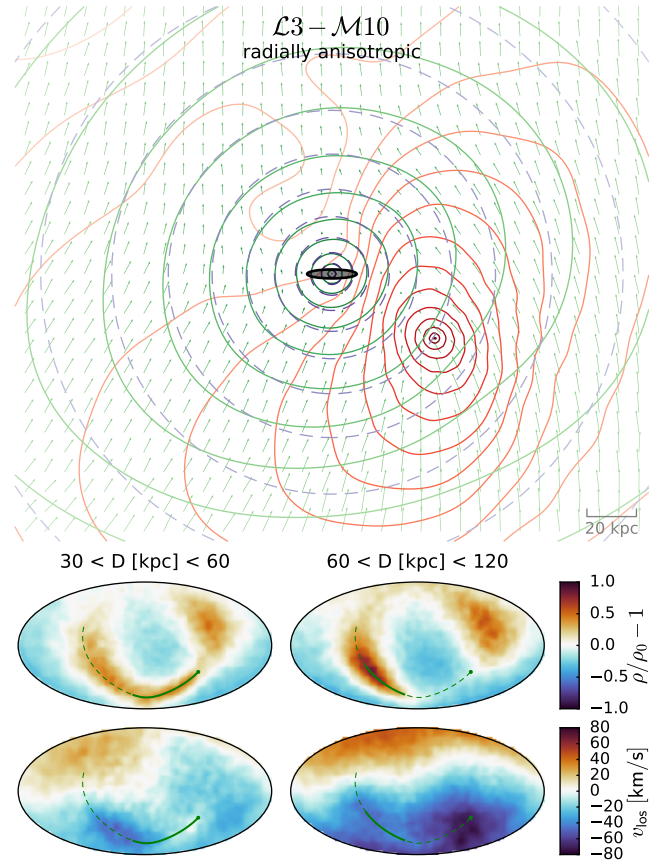 ℒ3−ℳ10
radially anisotropic
20 kpc
30 < D [kpc] < 60
60 < D [kpc] < 120
1.0
0.5
0.0
−0.5
−1.0
ρ/ρ₀ − 1
80
60
40
20
0
−20
−40
−60
−80
v_los [km/s]